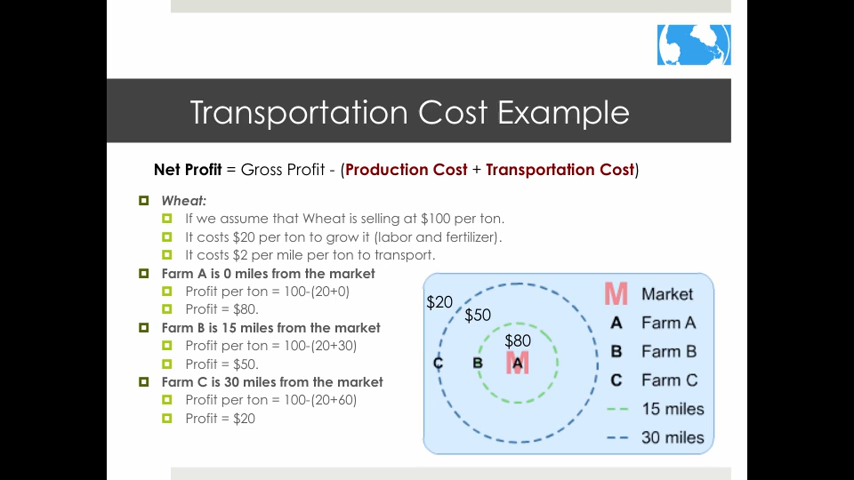 Transportation Cost Example
Net Profit = Gross Profit - (Production Cost + Transportation Cost)
Wheat:
If we assume that Wheat is selling at $100 per ton.
It costs $20 per ton to grow it (labor and fertilizer).
It costs $2 per mile per ton to transport.
Farm A is 0 miles from the market
Profit per ton = 100-(20+0)
Profit = $80.
Farm B is 15 miles from the market
Profit per ton = 100-(20+30)
Profit = $50.
Farm C is 30 miles from the market
Profit per ton = 100-(20+60)
Profit = $20
$20
$50
$80
C B A M
M Market
A Farm A
B Farm B
C Farm C
15 miles
30 miles